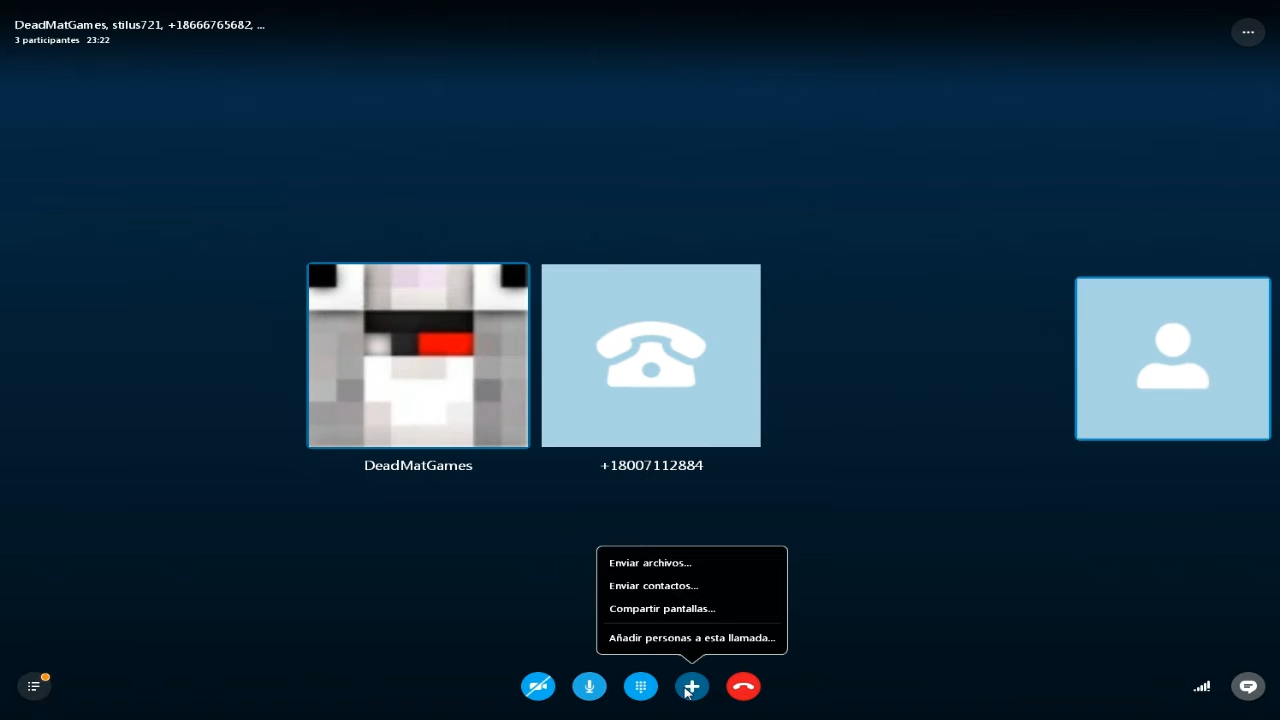 DeadMatGames, stilus721, +18666765682, ...
3 participantes 23:22
DeadMatGames
+18007112884
Enviar archivos...
Enviar contactos...
Compartir pantallas...
Añadir personas a esta llamada...